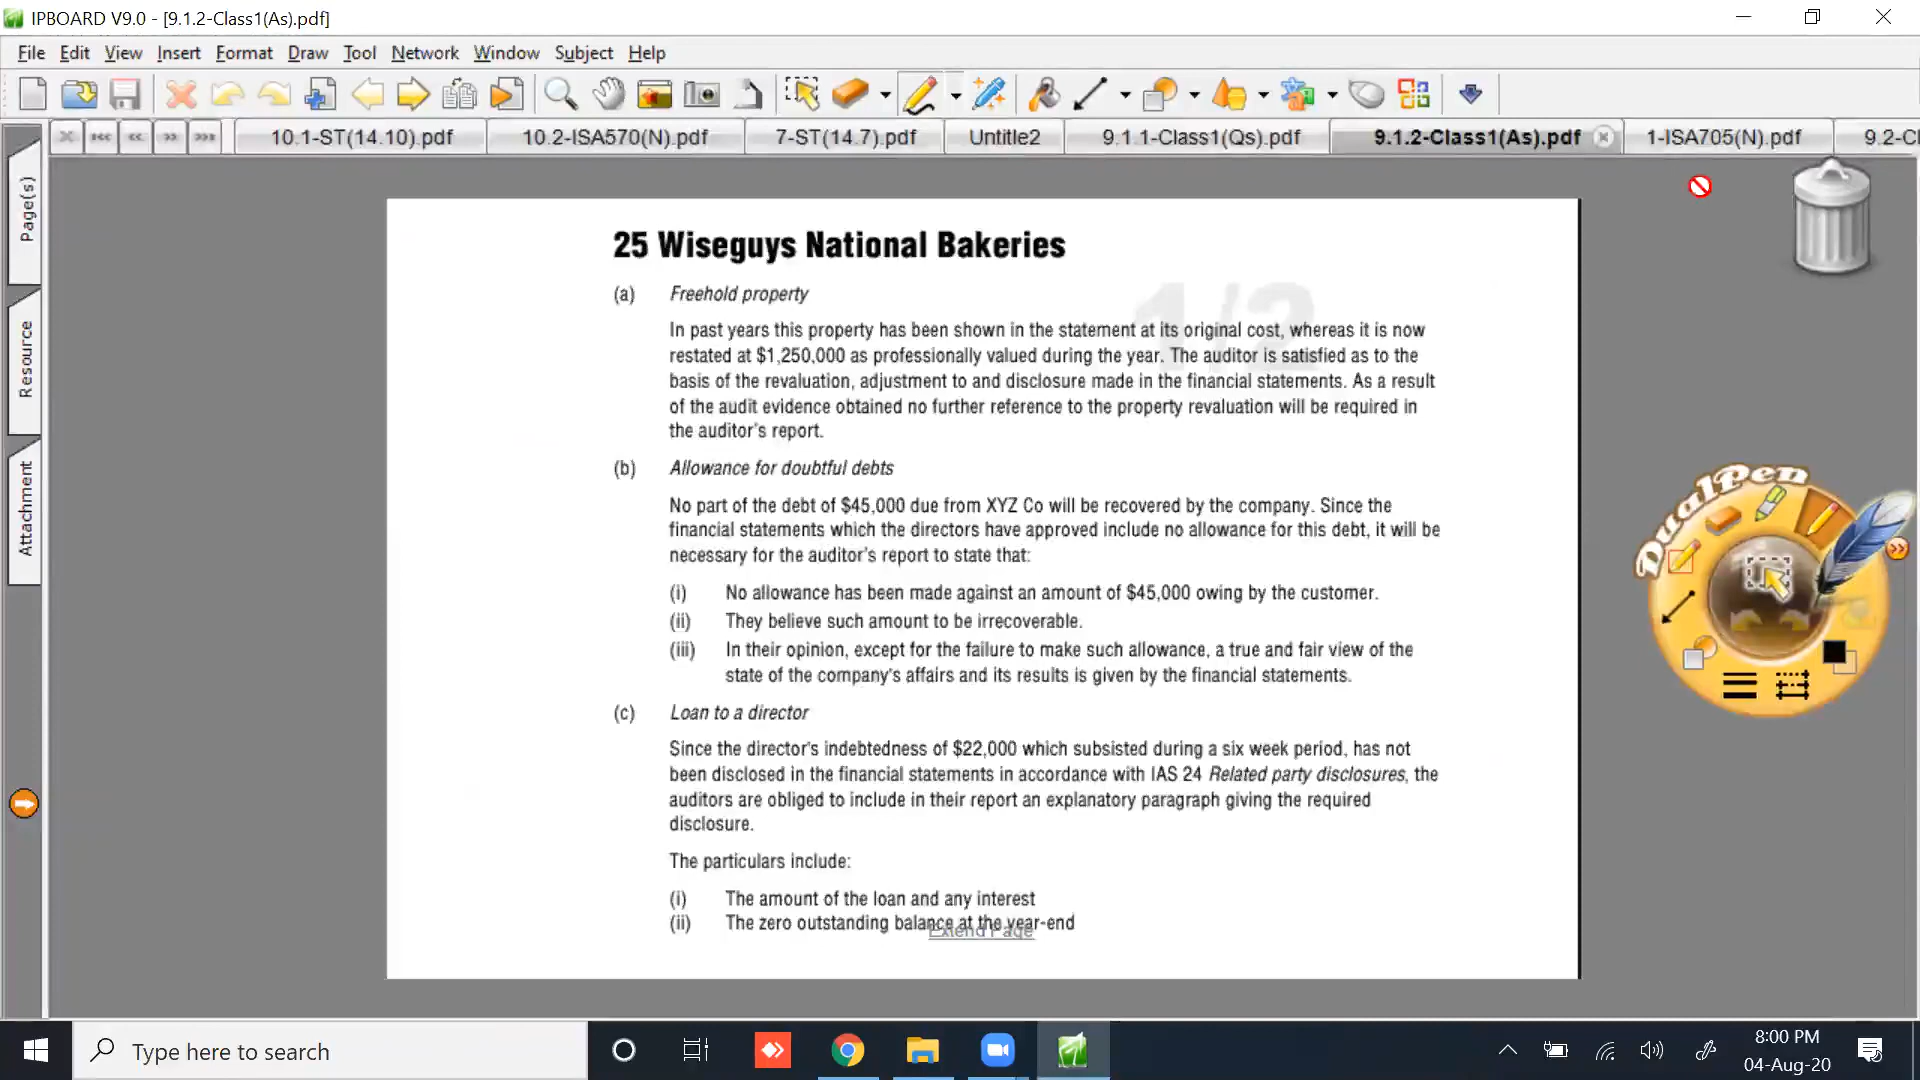 IPBOARD V9.0 - [9.1.2-Class1(As).pdf]
File Edit View Insert Format Draw Tool Network Window Subject Help
10.1-ST(14.10).pdf 10.2-ISA570(N).pdf 7-ST(14.7).pdf Untitle2 9.1.1-Class1(Qs).pdf 9.1.2-Class1(As).pdf 1-ISA705(N).pdf 9.2-Cl
Page(s)
Resource
Attachment
1/2
25 Wiseguys National Bakeries
(a) Freehold property
In past years this property has been shown in the statement at its original cost, whereas it is now
restated at $1,250,000 as professionally valued during the year. The auditor is satisfied as to the
basis of the revaluation, adjustment to and disclosure made in the financial statements. As a result
of the audit evidence obtained no further reference to the property revaluation will be required in
the auditor's report.
(b) Allowance for doubtful debts
No part of the debt of $45,000 due from XYZ Co will be recovered by the company. Since the
financial statements which the directors have approved include no allowance for this debt, it will be
necessary for the auditor's report to state that:
(i) No allowance has been made against an amount of $45,000 owing by the customer.
(ii) They believe such amount to be irrecoverable.
(iii) In their opinion, except for the failure to make such allowance, a true and fair view of the
state of the company's affairs and its results is given by the financial statements.
(c) Loan to a director
Since the director's indebtedness of $22,000 which subsisted during a six week period, has not
been disclosed in the financial statements in accordance with IAS 24 Related party disclosures, the
auditors are obliged to include in their report an explanatory paragraph giving the required
disclosure.
The particulars include:
(i) The amount of the loan and any interest
(ii) The zero outstanding balance at the year-end
Extend Page
DualPen
Type here to search
8:00 PM
04-Aug-20